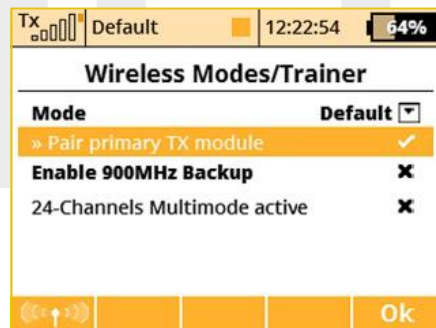 Tx Default 12:22:54 64%
Wireless Modes/Trainer
Mode Default
» Pair primary TX module
Enable 900MHz Backup
24-Channels Multimode active
Ok